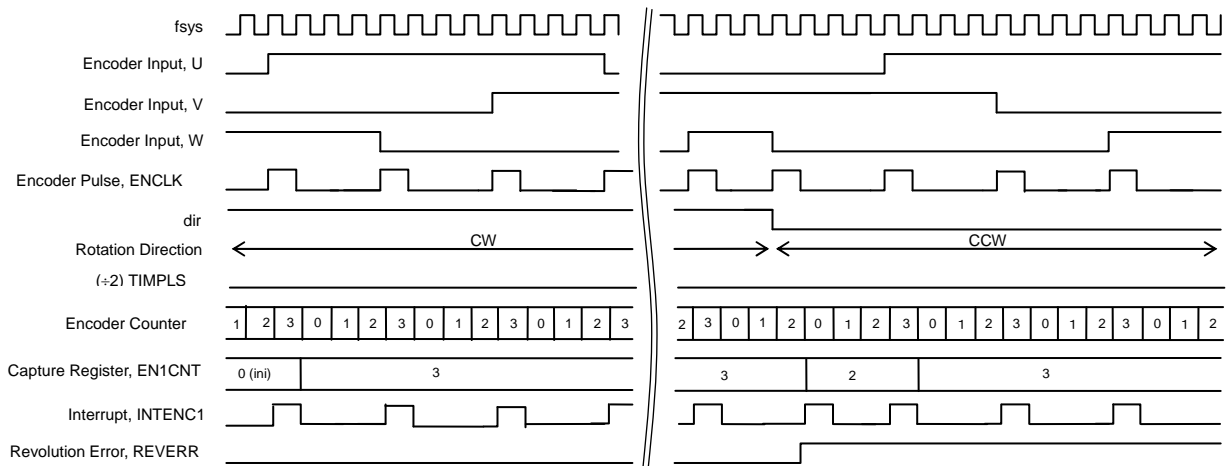 fsys
Encoder Input, U
Encoder Input, V
Encoder Input, W
Encoder Pulse, ENCLK
dir
Rotation Direction CW CCW
(÷2) TIMPLS
Encoder Counter 1 2 3 0 1 2 3 0 1 2 3 0 1 2 3 2 3 0 1 2 0 1 2 3 0 1 2 3 0 1 2 3 0 1 2
Capture Register, EN1CNT 0 (ini) 3 3 2 3
Interrupt, INTENC1
Revolution Error, REVERR